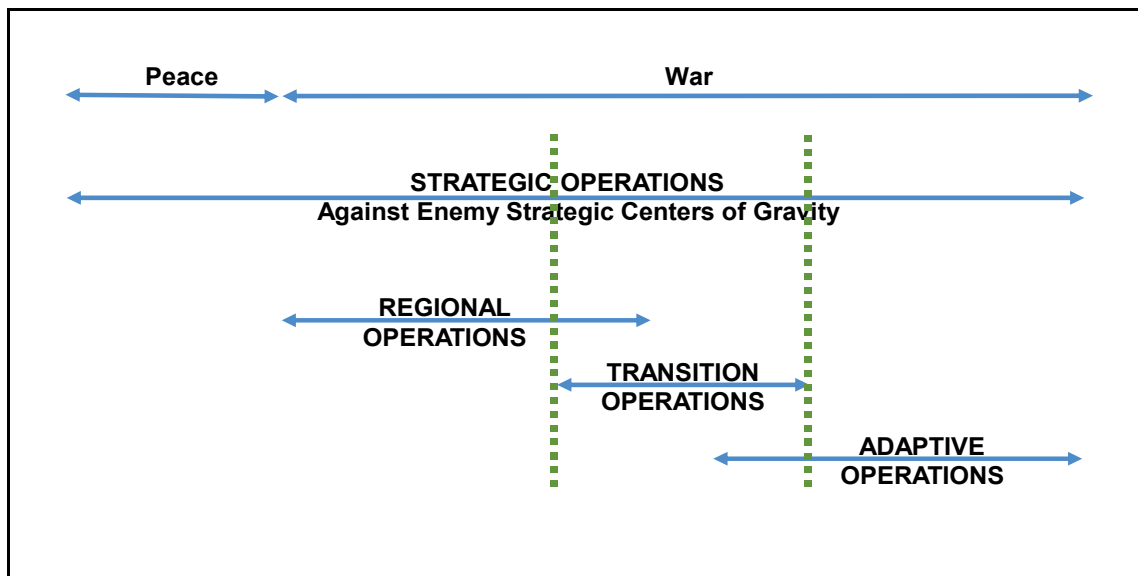 Peace
War
STRATEGIC OPERATIONS
Against Enemy Strategic Centers of Gravity
REGIONAL
OPERATIONS
TRANSITION
OPERATIONS
ADAPTIVE
OPERATIONS